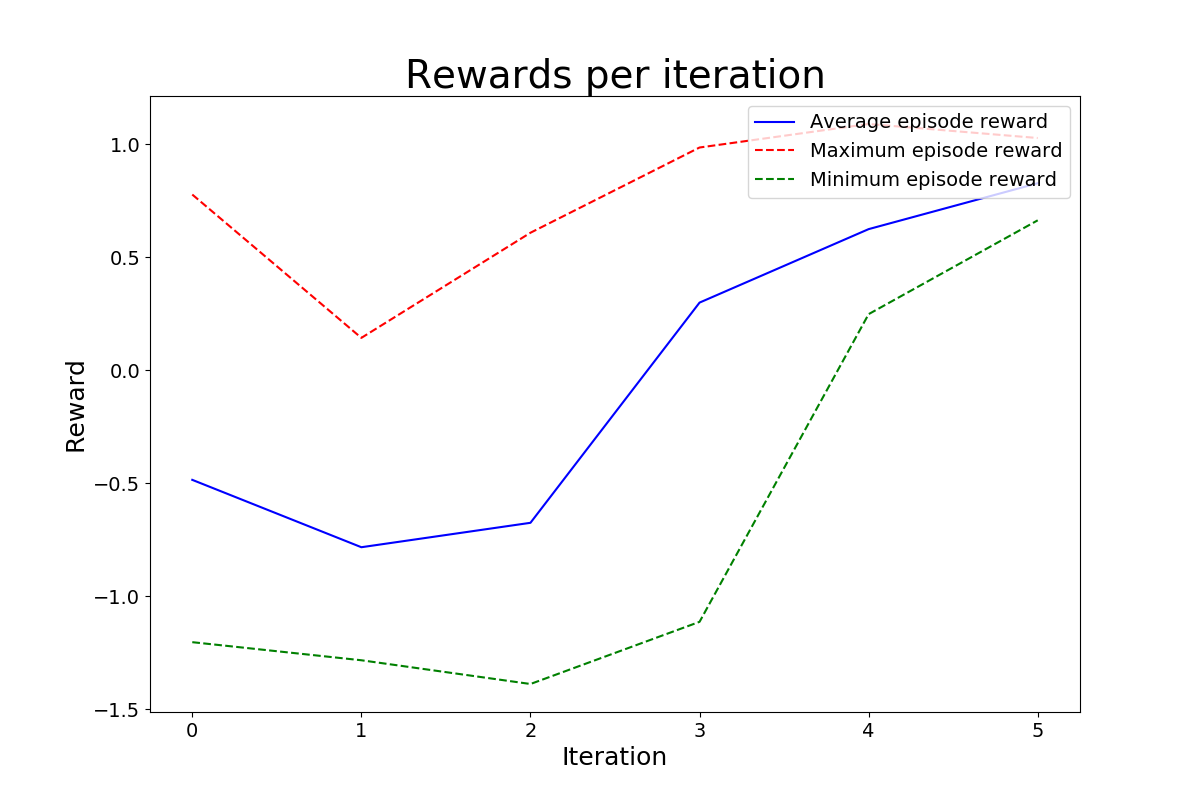 Rewards per iteration
Average episode reward
Maximum episode reward
Minimum episode reward
Reward
1.0
0.5
0.0
−0.5
−1.0
−1.5
0 1 2 3 4 5
Iteration